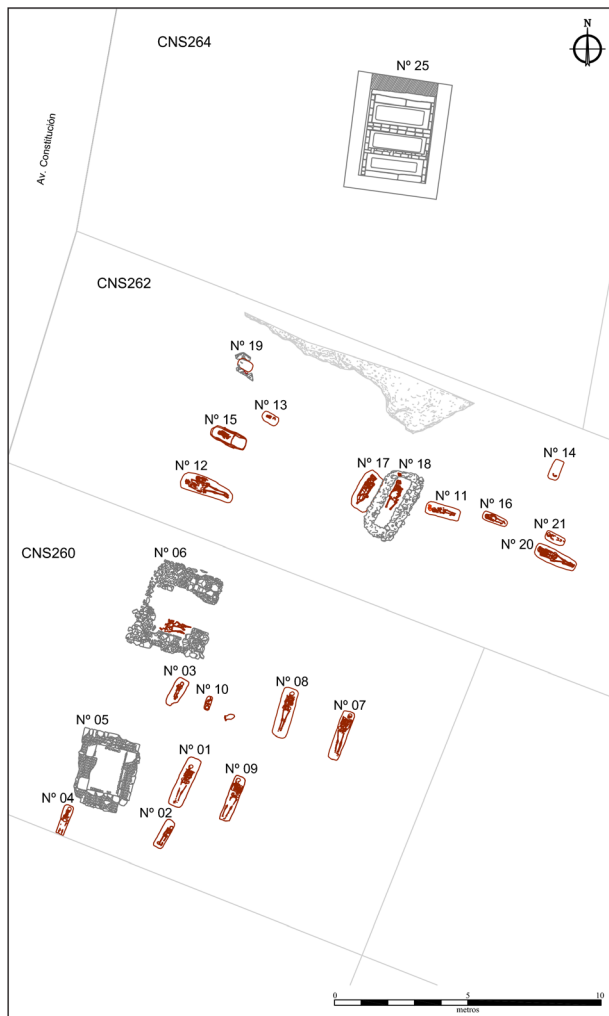 CNS264
N
Nº 25
Av. Constitución
CNS262
Nº 19
Nº 13
Nº 15
Nº 12
Nº 17
Nº 18
Nº 14
Nº 11
Nº 16
Nº 21
Nº 20
CNS260
Nº 06
Nº 03
Nº 10
Nº 08
Nº 07
Nº 05
Nº 01
Nº 09
Nº 04
Nº 02
0 5 10
metros